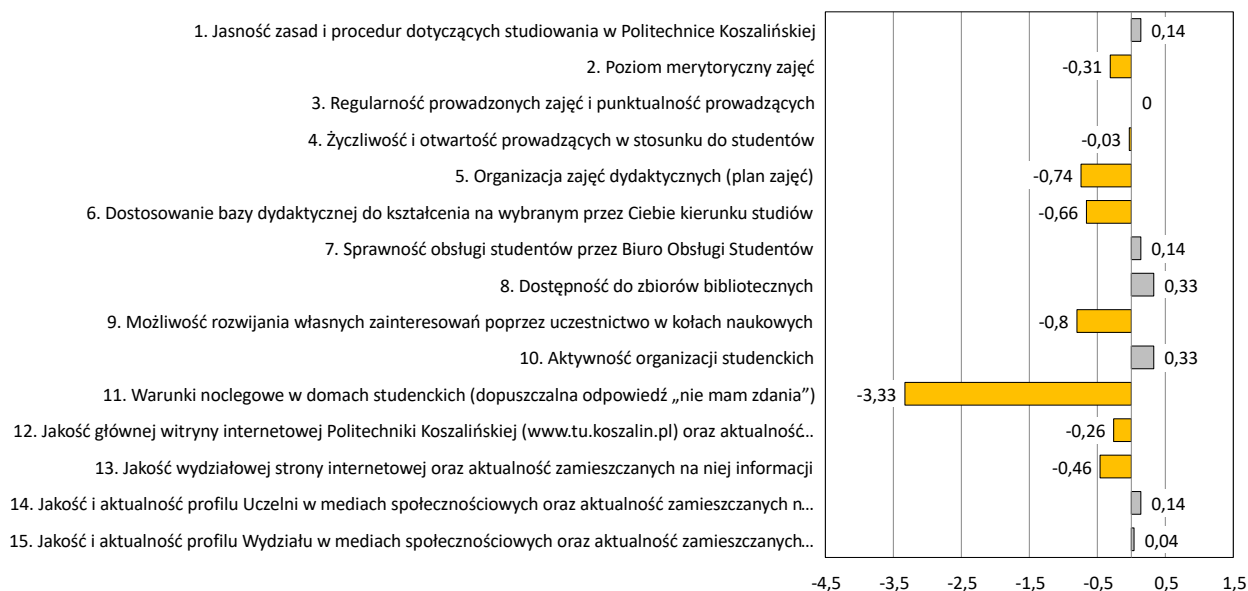 1. Jasność zasad i procedur dotyczących studiowania w Politechnice Koszalińskiej 0,14
2. Poziom merytoryczny zajęć -0,31
3. Regularność prowadzonych zajęć i punktualność prowadzących 0
4. Życzliwość i otwartość prowadzących w stosunku do studentów -0,03
5. Organizacja zajęć dydaktycznych (plan zajęć) -0,74
6. Dostosowanie bazy dydaktycznej do kształcenia na wybranym przez Ciebie kierunku studiów -0,66
7. Sprawność obsługi studentów przez Biuro Obsługi Studentów 0,14
8. Dostępność do zbiorów bibliotecznych 0,33
9. Możliwość rozwijania własnych zainteresowań poprzez uczestnictwo w kołach naukowych -0,8
10. Aktywność organizacji studenckich 0,33
11. Warunki noclegowe w domach studenckich (dopuszczalna odpowiedź „nie mam zdania”) -3,33
12. Jakość głównej witryny internetowej Politechniki Koszalińskiej (www.tu.koszalin.pl) oraz aktualność... -0,26
13. Jakość wydziałowej strony internetowej oraz aktualność zamieszczanych na niej informacji -0,46
14. Jakość i aktualność profilu Uczelni w mediach społecznościowych oraz aktualność zamieszczanych n... 0,14
15. Jakość i aktualność profilu Wydziału w mediach społecznościowych oraz aktualność zamieszczanych... 0,04
-4,5 -3,5 -2,5 -1,5 -0,5 0,5 1,5